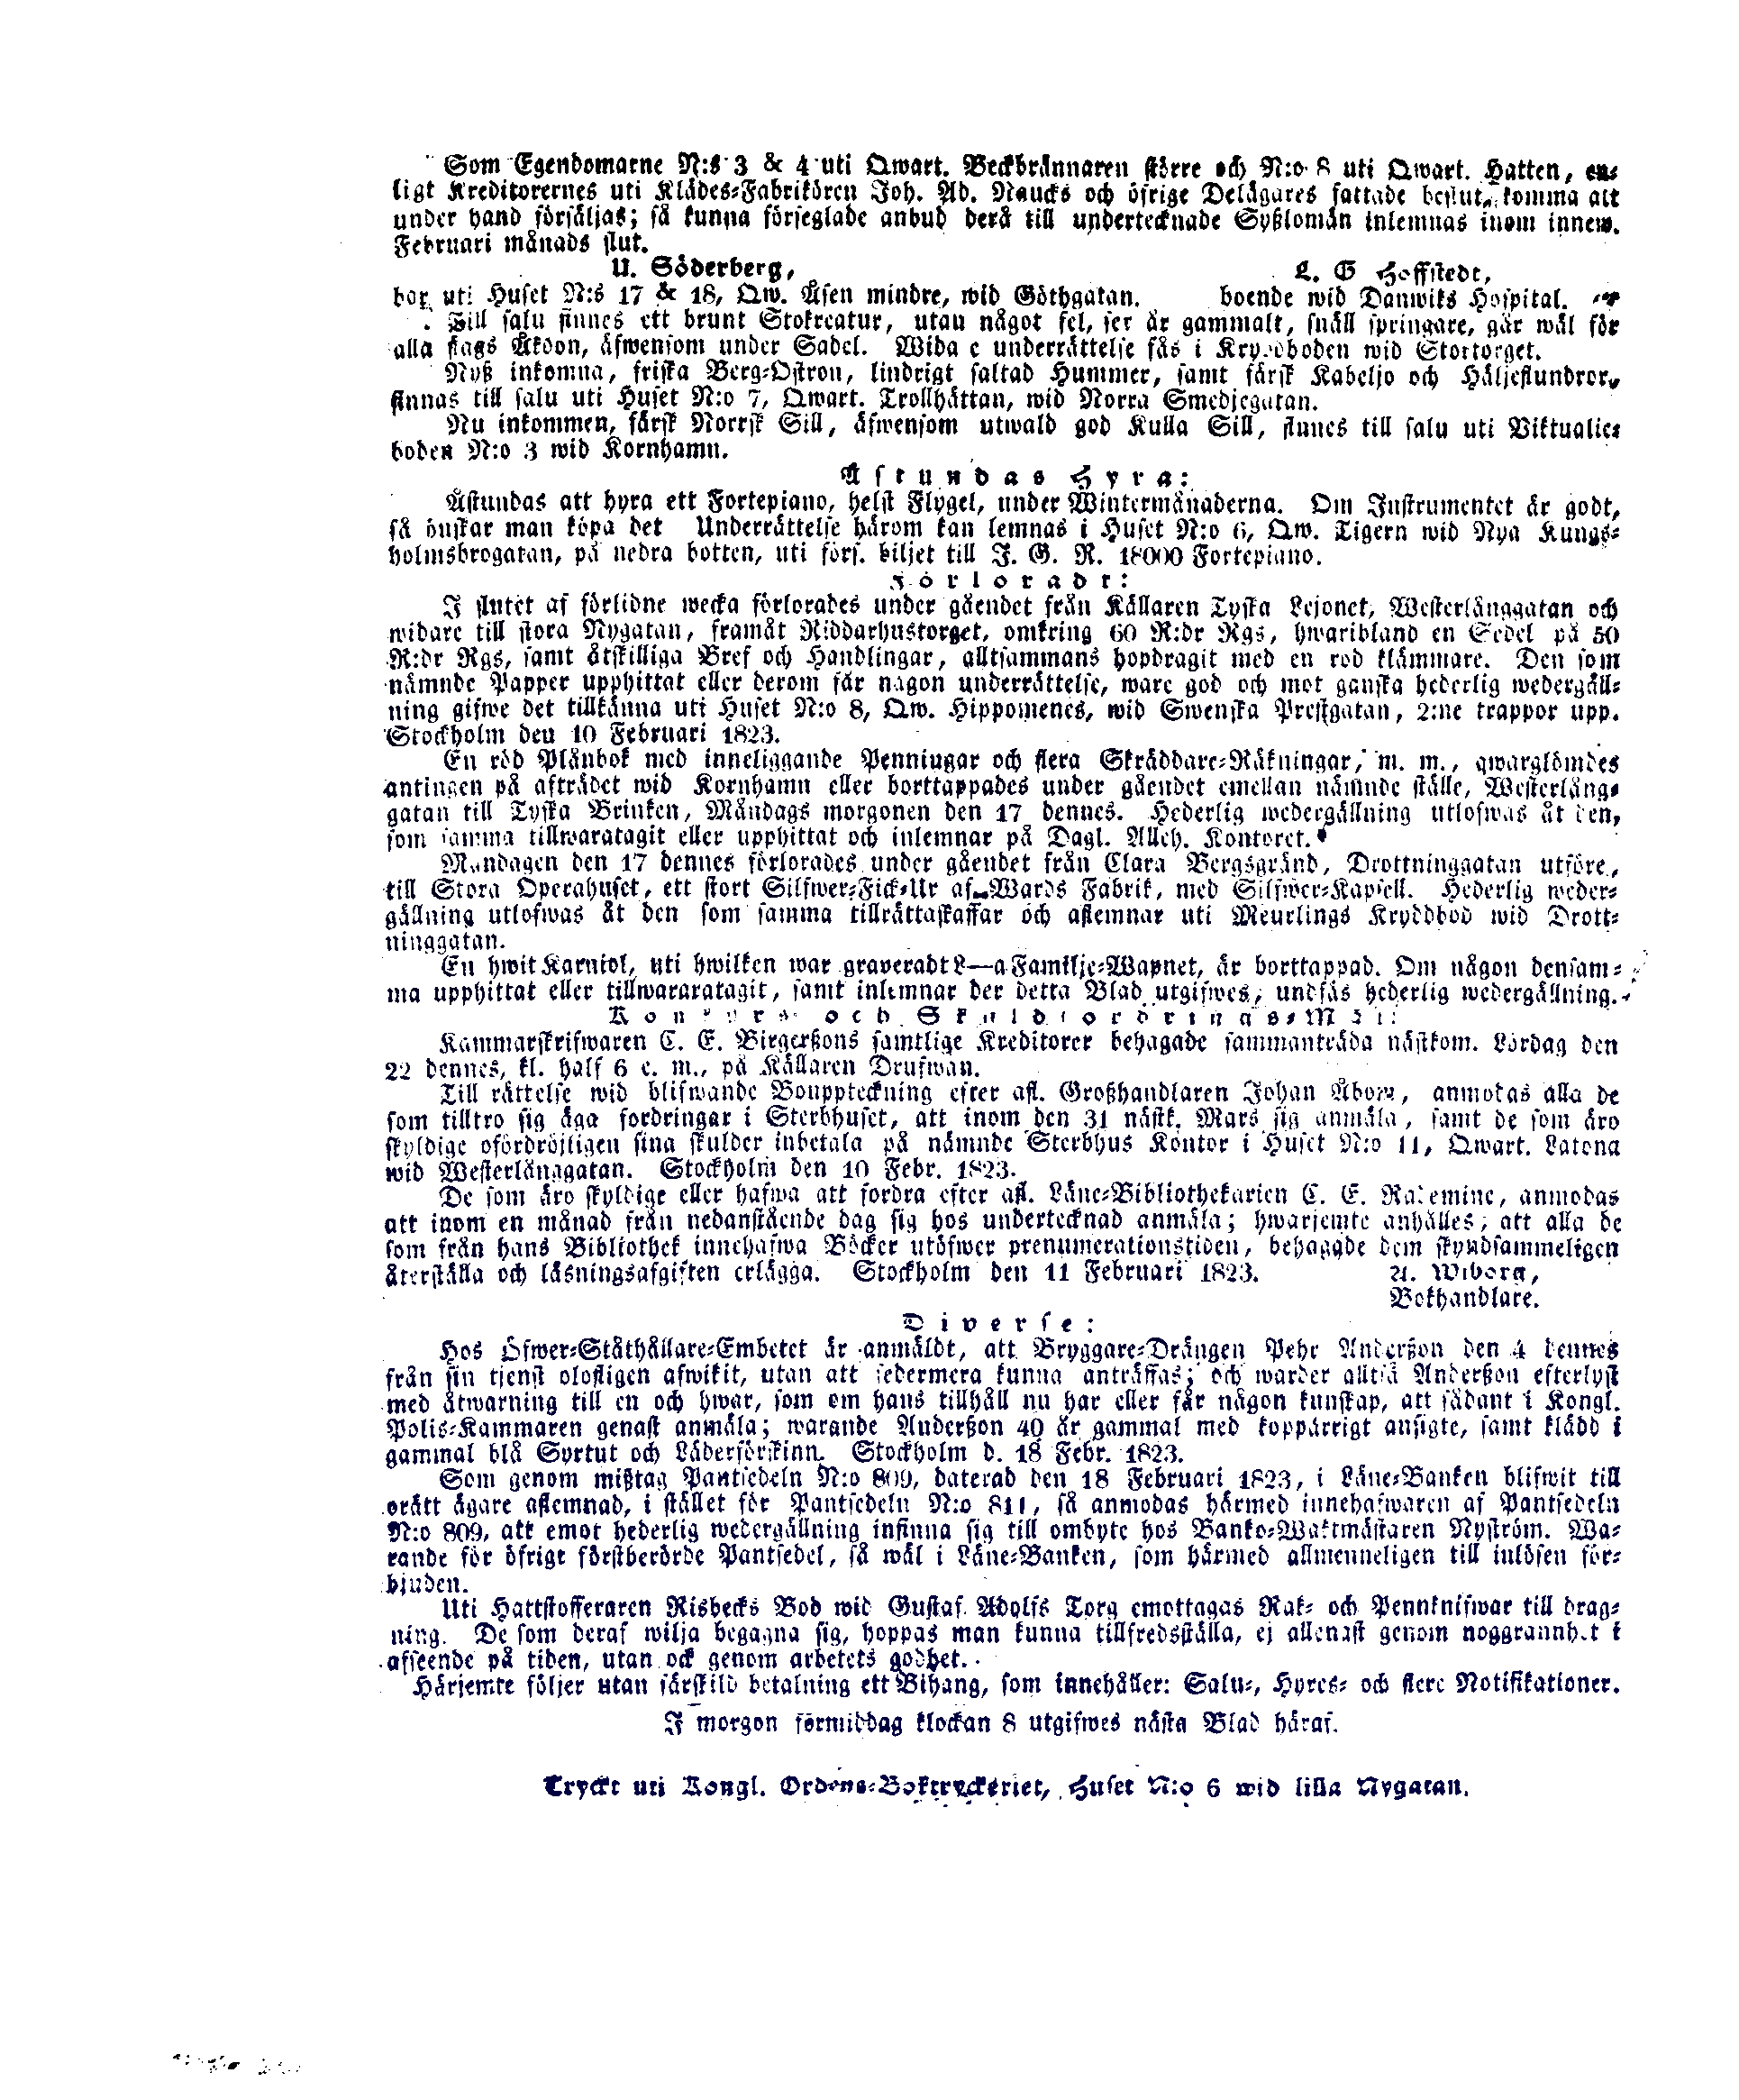 Som Egendomarne N:s 3 & 4 uti Qwart. Beckbrännaren större och N:o 8 uti Qwart. Hatten, en-
ligt Kreditorernes uti Klädes-Fabrikören Joh. Ad. Naucks och öfrige Delägares fattade beslut, komma att
under hand försäljas; så kunna förseglade anbud derå till undertecknade Syßlomän inlemnas inom innew.
Februari månads slut.
U. Söderberg, L. G Hoffstedt,
bor uti Huset N:s 17 & 18, Qw. Åsen mindre, wid Göthgatan. boende wid Danwiks Hospital.
Till salu finnes ett brunt Stokreatur, utan något fel, sex år gammalt, snäll springare, går wäl för
alla slags Åkdon, äfwensom under Sadel. underrättelse fås i Kryddboden wid Stortorget.
Nyß inkomna, friska Berg-Ostron, lindrigt saltad Hummer, samt färsk Kabeljo och Häljeflundror,
finnas till salu uti Huset N:o 7, Qwart. Trollhättan, wid Norra Smedjegatan.
Nu inkommen, färsk Norrsk Sill, äfwensom utwald god Kulla Sill, finnes till salu uti Viktualie-
boden N:o 3 wid Kornhamn.
Åstundas Hyra:
Åstundas att hyra ett Fortepiano, helst Flygel, under Wintermånaderna. Om Instrumentet är godt,
så önskar man köpa det Underrättelse härom kan lemnas i Huset N:o 6, Qw. Tigern wid Nya Kungs-
holmsbrogatan, på nedra botten, uti förs. biljet till J. G. R. 18000 Fortepiano.
Förloradt:
I slutet af förlidne wecka förlorades under gåendet från Källaren Tyska Lejonet, Westerlånggatan och
widare till stora Nygatan, framåt Riddarhustorget, omkring 60 R:dr Rgs, hwaribland en Sedel på 50
R:dr Rgs, samt åtskilliga Bref och Handlingar, alltsammans hopdragit med en röd klämmare. Den som
nämnde Papper upphittat eller derom får någon underrättelse, ware god och mot ganska hederlig wedergäll-
ning gifwe det tillkänna uti Huset N:o 8, Qw. Hippomenes, wid Swenska Prestgatan, 2:ne trappor upp.
Stockholm den 10 Februari 1823.
En röd Plånbok med inneliggande Penningar och flera Skräddare-Räkningar, m. m., qwarglömdes
antingen på afträdet wid Kornhamn eller borttappades under gåendet emellan nämnde ställe, Westerlång-
gatan till Tyska Brinken, Måndags morgonen den 17 dennes. Hederlig wedergällning utlofwas åt den,
som samma tillwaratagit eller upphittat och inlemnar på Dagl. Alleh. Kontoret.
Måndagen den 17 dennes förlorades under gåendet från Clara Bergsgränd, Drottninggatan utföre,
till Stora Operahuset, ett stort Silfwer-Fick-Ur af Wards Fabrik, med Silfwer-Kapsell. Hederlig weder-
gällning utlofwas åt den som samma tillrättaskaffar och aflemnar uti Meurlings Kryddbod wid Drott-
ninggatan.
En hwit Karniol, uti hwilken war graveradt L—a Familje-Wapnet, är borttappad. Om någon densam-
ma upphittat eller tillwararatagit, samt inlemnar der detta Blad utgifwes, undfås hederlig wedergällning.
Konkurs- och Skuldfordrings-Mål:
Kammarskrifwaren C. E. Birgerßons samtlige Kreditorer behagade sammanträda nästkom. Lördag den
22 dennes, kl. half 6 e. m., på Källaren Drufwan.
Till rättelse wid blifwande Bouppteckning efter afl. Großhandlaren Johan anmodas alla de
som tilltro sig äga fordringar i Sterbhuset, att inom den 31 nästk. Mars sig anmäla, samt de som äro
skyldige ofördröjligen sina skulder inbetala på nämnde Sterbhus Kontor i Huset N:o 11, Qwart. Latona
wid Westerlånggatan. Stockholm den 10 Febr. 1823.
De som äro skyldige eller hafwa att fordra efter afl. Låne-Bibliothekarien C. E. anmodas
att inom en månad från nedanstående dag sig hos undertecknad anmäla; hwarjemte anhålles, att alla de
som från hans Bibliothek innehafwa Böcker utöfwer prenumerationstiden, behagade dem skyndsammeligen
återställa och läsningsafgiften erlägga. Stockholm den 11 Februari 1823. A. Wiborg,
Bokhandlare.
Diverse:
Hos Öfwer-Ståthållare-Embetet är anmäldt, att Bryggare-Drängen Pehr Anderßon den 4 dennes
från sin tjenst olofligen afwikit, utan att sedermera kunna anträffas; och warder alltså Anderßon efterlyst
med åtwarning till en och hwar, som om hans tillhåll nu har eller får någon kunskap, att sådant i Kongl.
Polis-Kammaren genast anmäla; warande Anderßon 40 år gammal med koppärrigt ansigte, samt klädd i
gammal blå Syrtut och Läderförskinn. Stockholm d. 18 Febr. 1823.
Som genom mißtag Pantsedeln N:o 809, daterad den 18 Februari 1823, i Låne-Banken blifwit till
orätt ägare aflemnad, i stället för Pantsedeln N:o 811, så anmodas härmed innehafwaren af Pantsedeln
N:o 809, att emot hederlig wedergällning infinna sig till ombyte hos Banko-Waktmästaren Nyström. Wa-
rande för öfrigt förstberörde Pantsedel, så wäl i Låne-Banken, som härmed allmenneligen till inlösen för-
bjuden.
Uti Hattstofferaren Risbecks Bod wid Gustaf Adolfs Torg emottagas Rak- och Pennknifwar till drag-
ning. De som deraf wilja begagna sig, hoppas man kunna tillfredsställa, ej allenast genom noggrannhet i
afseende på tiden, utan ock genom arbetets godhet.
Härjemte följer utan särskild betalning ett Bihang, som innehåller: Salu-, Hyres- och flere Notifikationer.
I morgon förmiddag klockan 8 utgifwes nästa Blad häraf.
Tryckt uti Kongl. Ordens-Boktryckeriet, Huset N:o 6 wid lilla Nygatan.